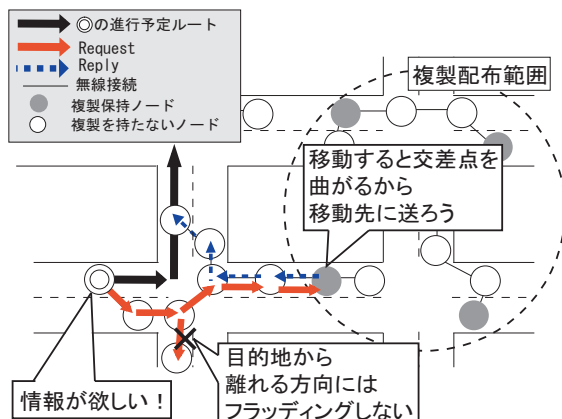 ◎の進行予定ルート
Request
Reply
無線接続
複製保持ノード
複製を持たないノード
複製配布範囲
移動すると交差点を
曲がるから
移動先に送ろう
情報が欲しい！
目的地から
離れる方向には
フラッディングしない